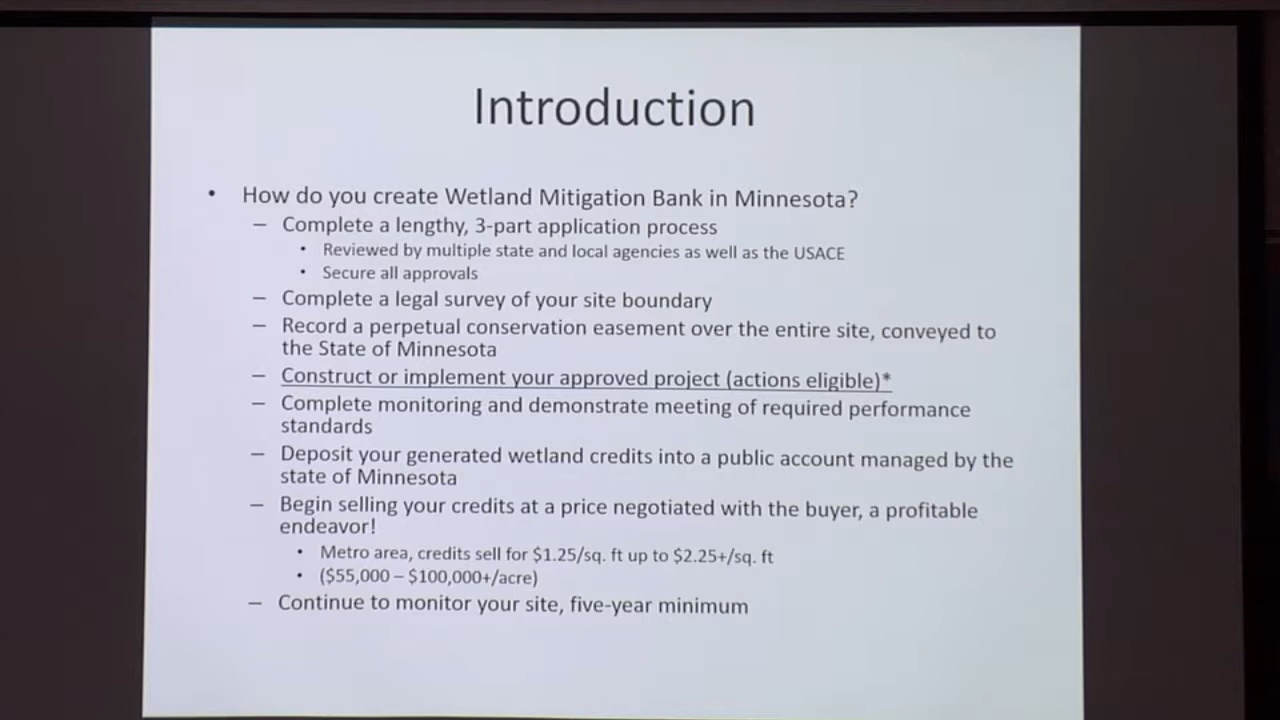 Introduction
• How do you create Wetland Mitigation Bank in Minnesota?
– Complete a lengthy, 3-part application process
• Reviewed by multiple state and local agencies as well as the USACE
• Secure all approvals
– Complete a legal survey of your site boundary
– Record a perpetual conservation easement over the entire site, conveyed to
the State of Minnesota
– Construct or implement your approved project (actions eligible)*
– Complete monitoring and demonstrate meeting of required performance
standards
– Deposit your generated wetland credits into a public account managed by the
state of Minnesota
– Begin selling your credits at a price negotiated with the buyer, a profitable
endeavor!
• Metro area, credits sell for $1.25/sq. ft up to $2.25+/sq. ft
• ($55,000 – $100,000+/acre)
– Continue to monitor your site, five-year minimum